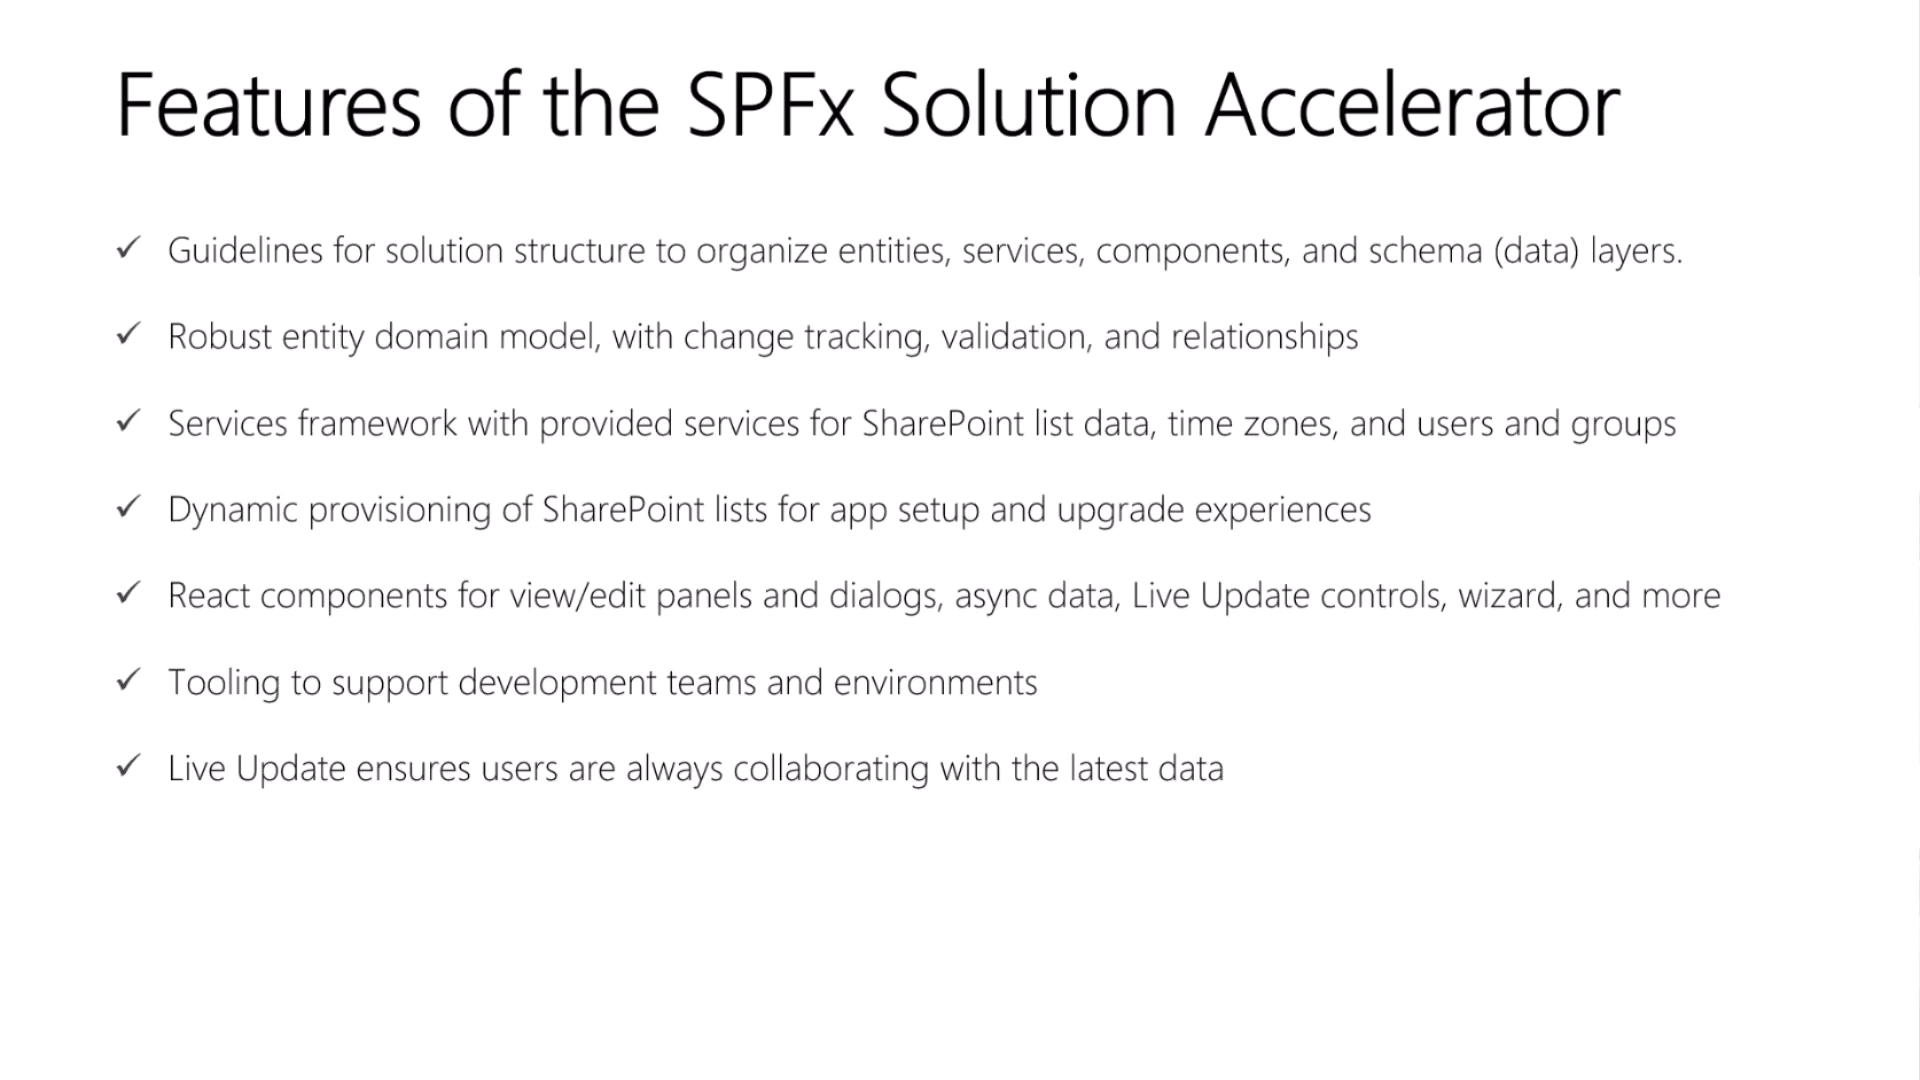 Features of the SPFx Solution Accelerator
✓ Guidelines for solution structure to organize entities, services, components, and schema (data) layers.
✓ Robust entity domain model, with change tracking, validation, and relationships
✓ Services framework with provided services for SharePoint list data, time zones, and users and groups
✓ Dynamic provisioning of SharePoint lists for app setup and upgrade experiences
✓ React components for view/edit panels and dialogs, async data, Live Update controls, wizard, and more
✓ Tooling to support development teams and environments
✓ Live Update ensures users are always collaborating with the latest data